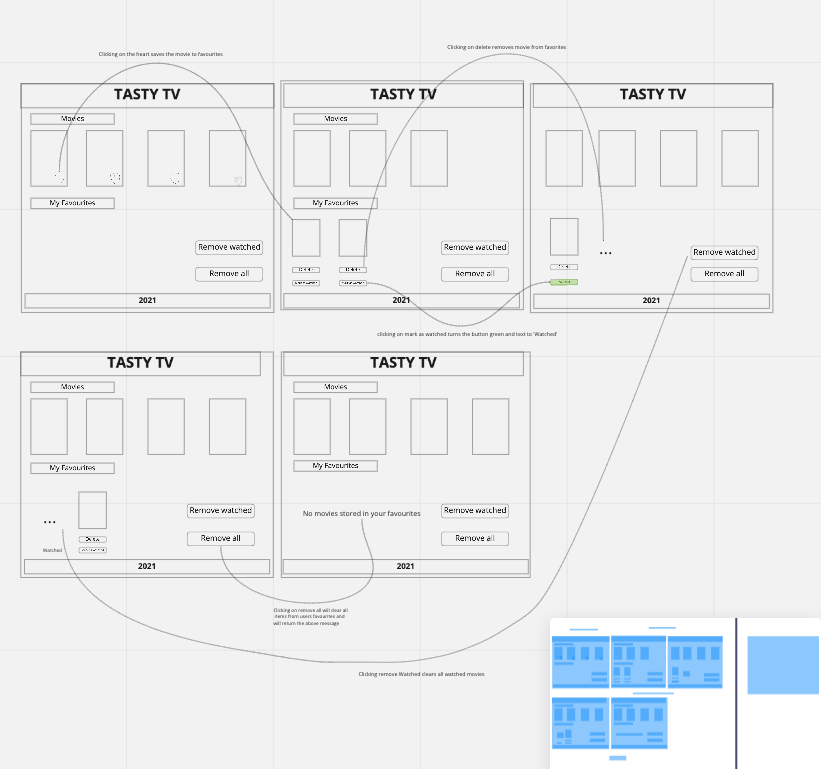 Clicking on the heart saves the movie to favourites
Clicking on delete removes movie from favorites
TASTY TV
Movies
My Favourites
Remove watched
Remove all
2021
TASTY TV
Movies
My Favourites
Delete
Delete
Remove watched
Remove all
2021
TASTY TV
...
Remove watched
Remove all
2021
clicking on mark as watched turns the button green and text to 'Watched'
TASTY TV
Movies
My Favourites
...
Watched
Delete
Remove watched
Remove all
2021
TASTY TV
Movies
My Favourites
No movies stored in your favourites
Remove watched
Remove all
2021
Clicking on remove all will clear all
items from users favourites and
will return the above message
Clicking remove Watched clears all watched movies